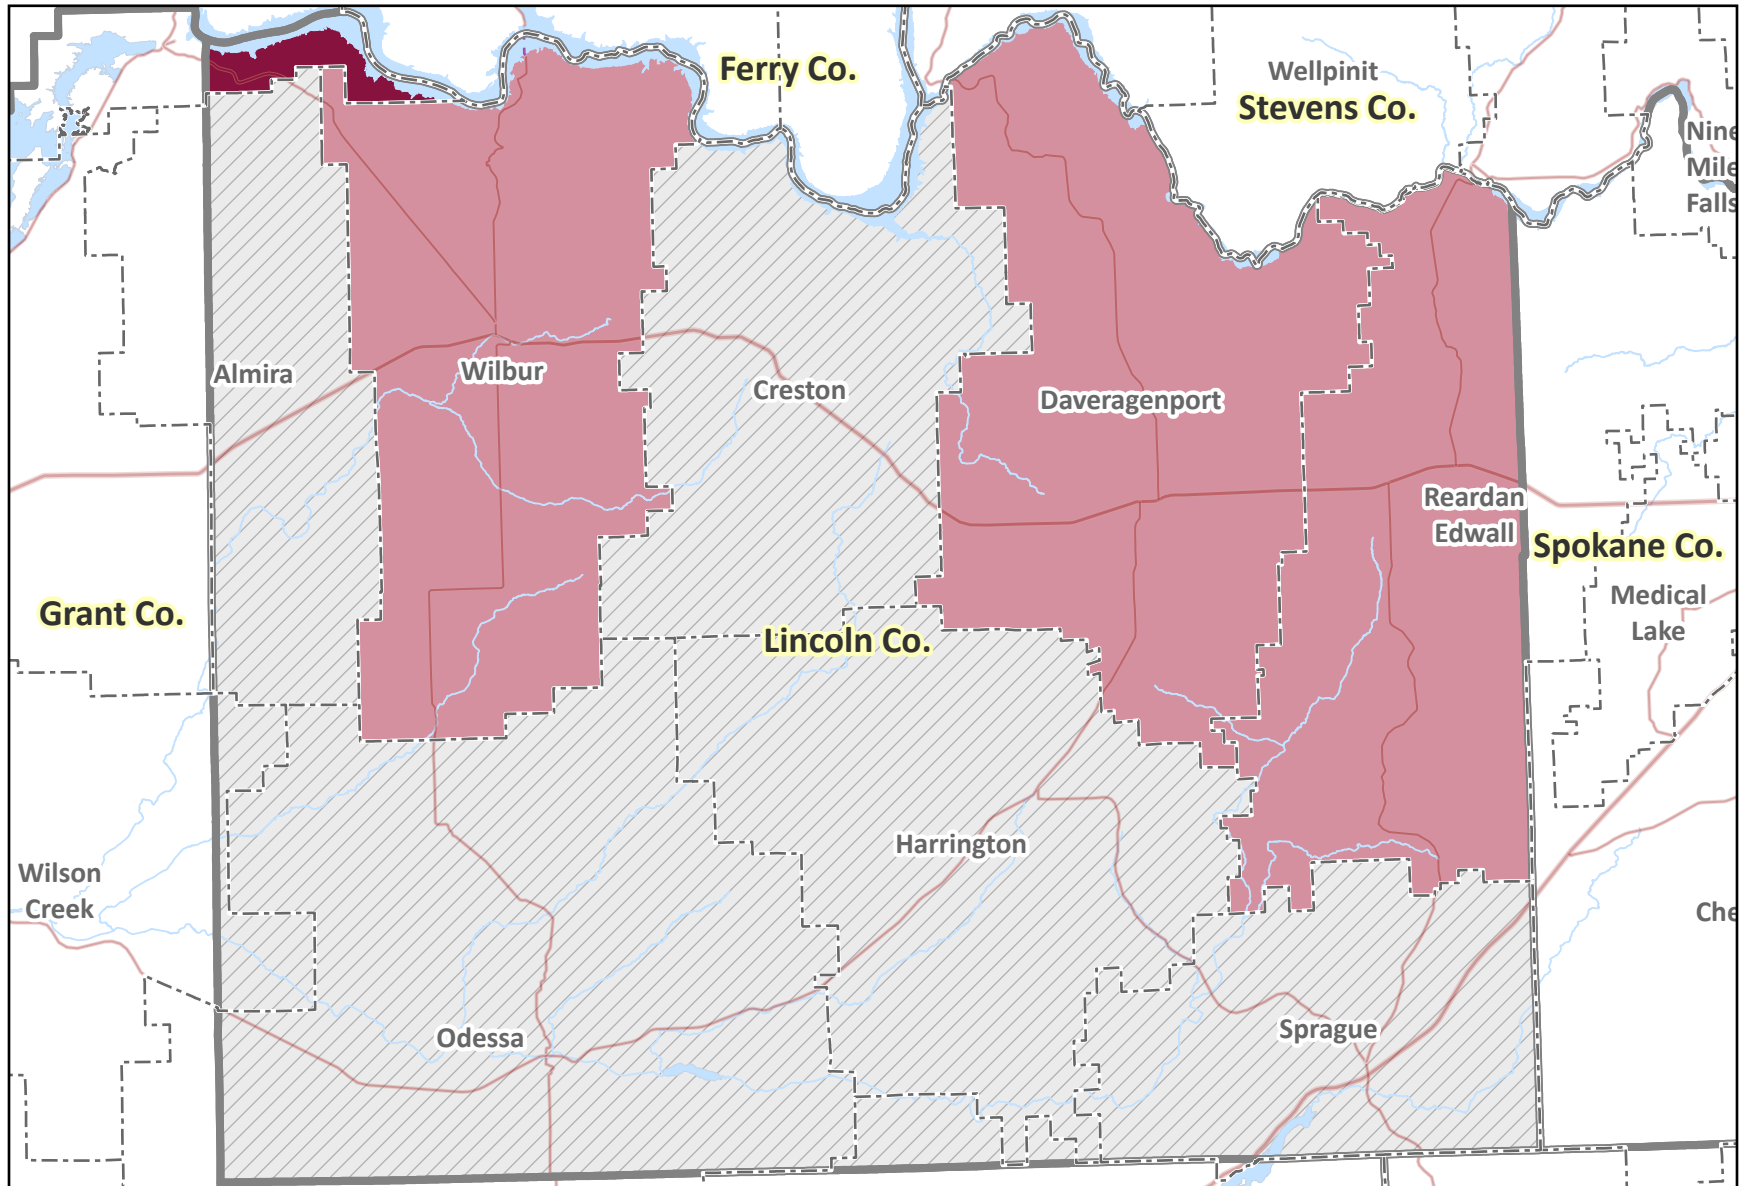 Ferry Co.
Wellpinit
Stevens Co.
Nine
Mile
Falls
Almira
Wilbur
Creston
Daveragenport
Reardan
Edwall
Spokane Co.
Medical
Lake
Grant Co.
Lincoln Co.
Harrington
Wilson
Creek
Che
Odessa
Sprague